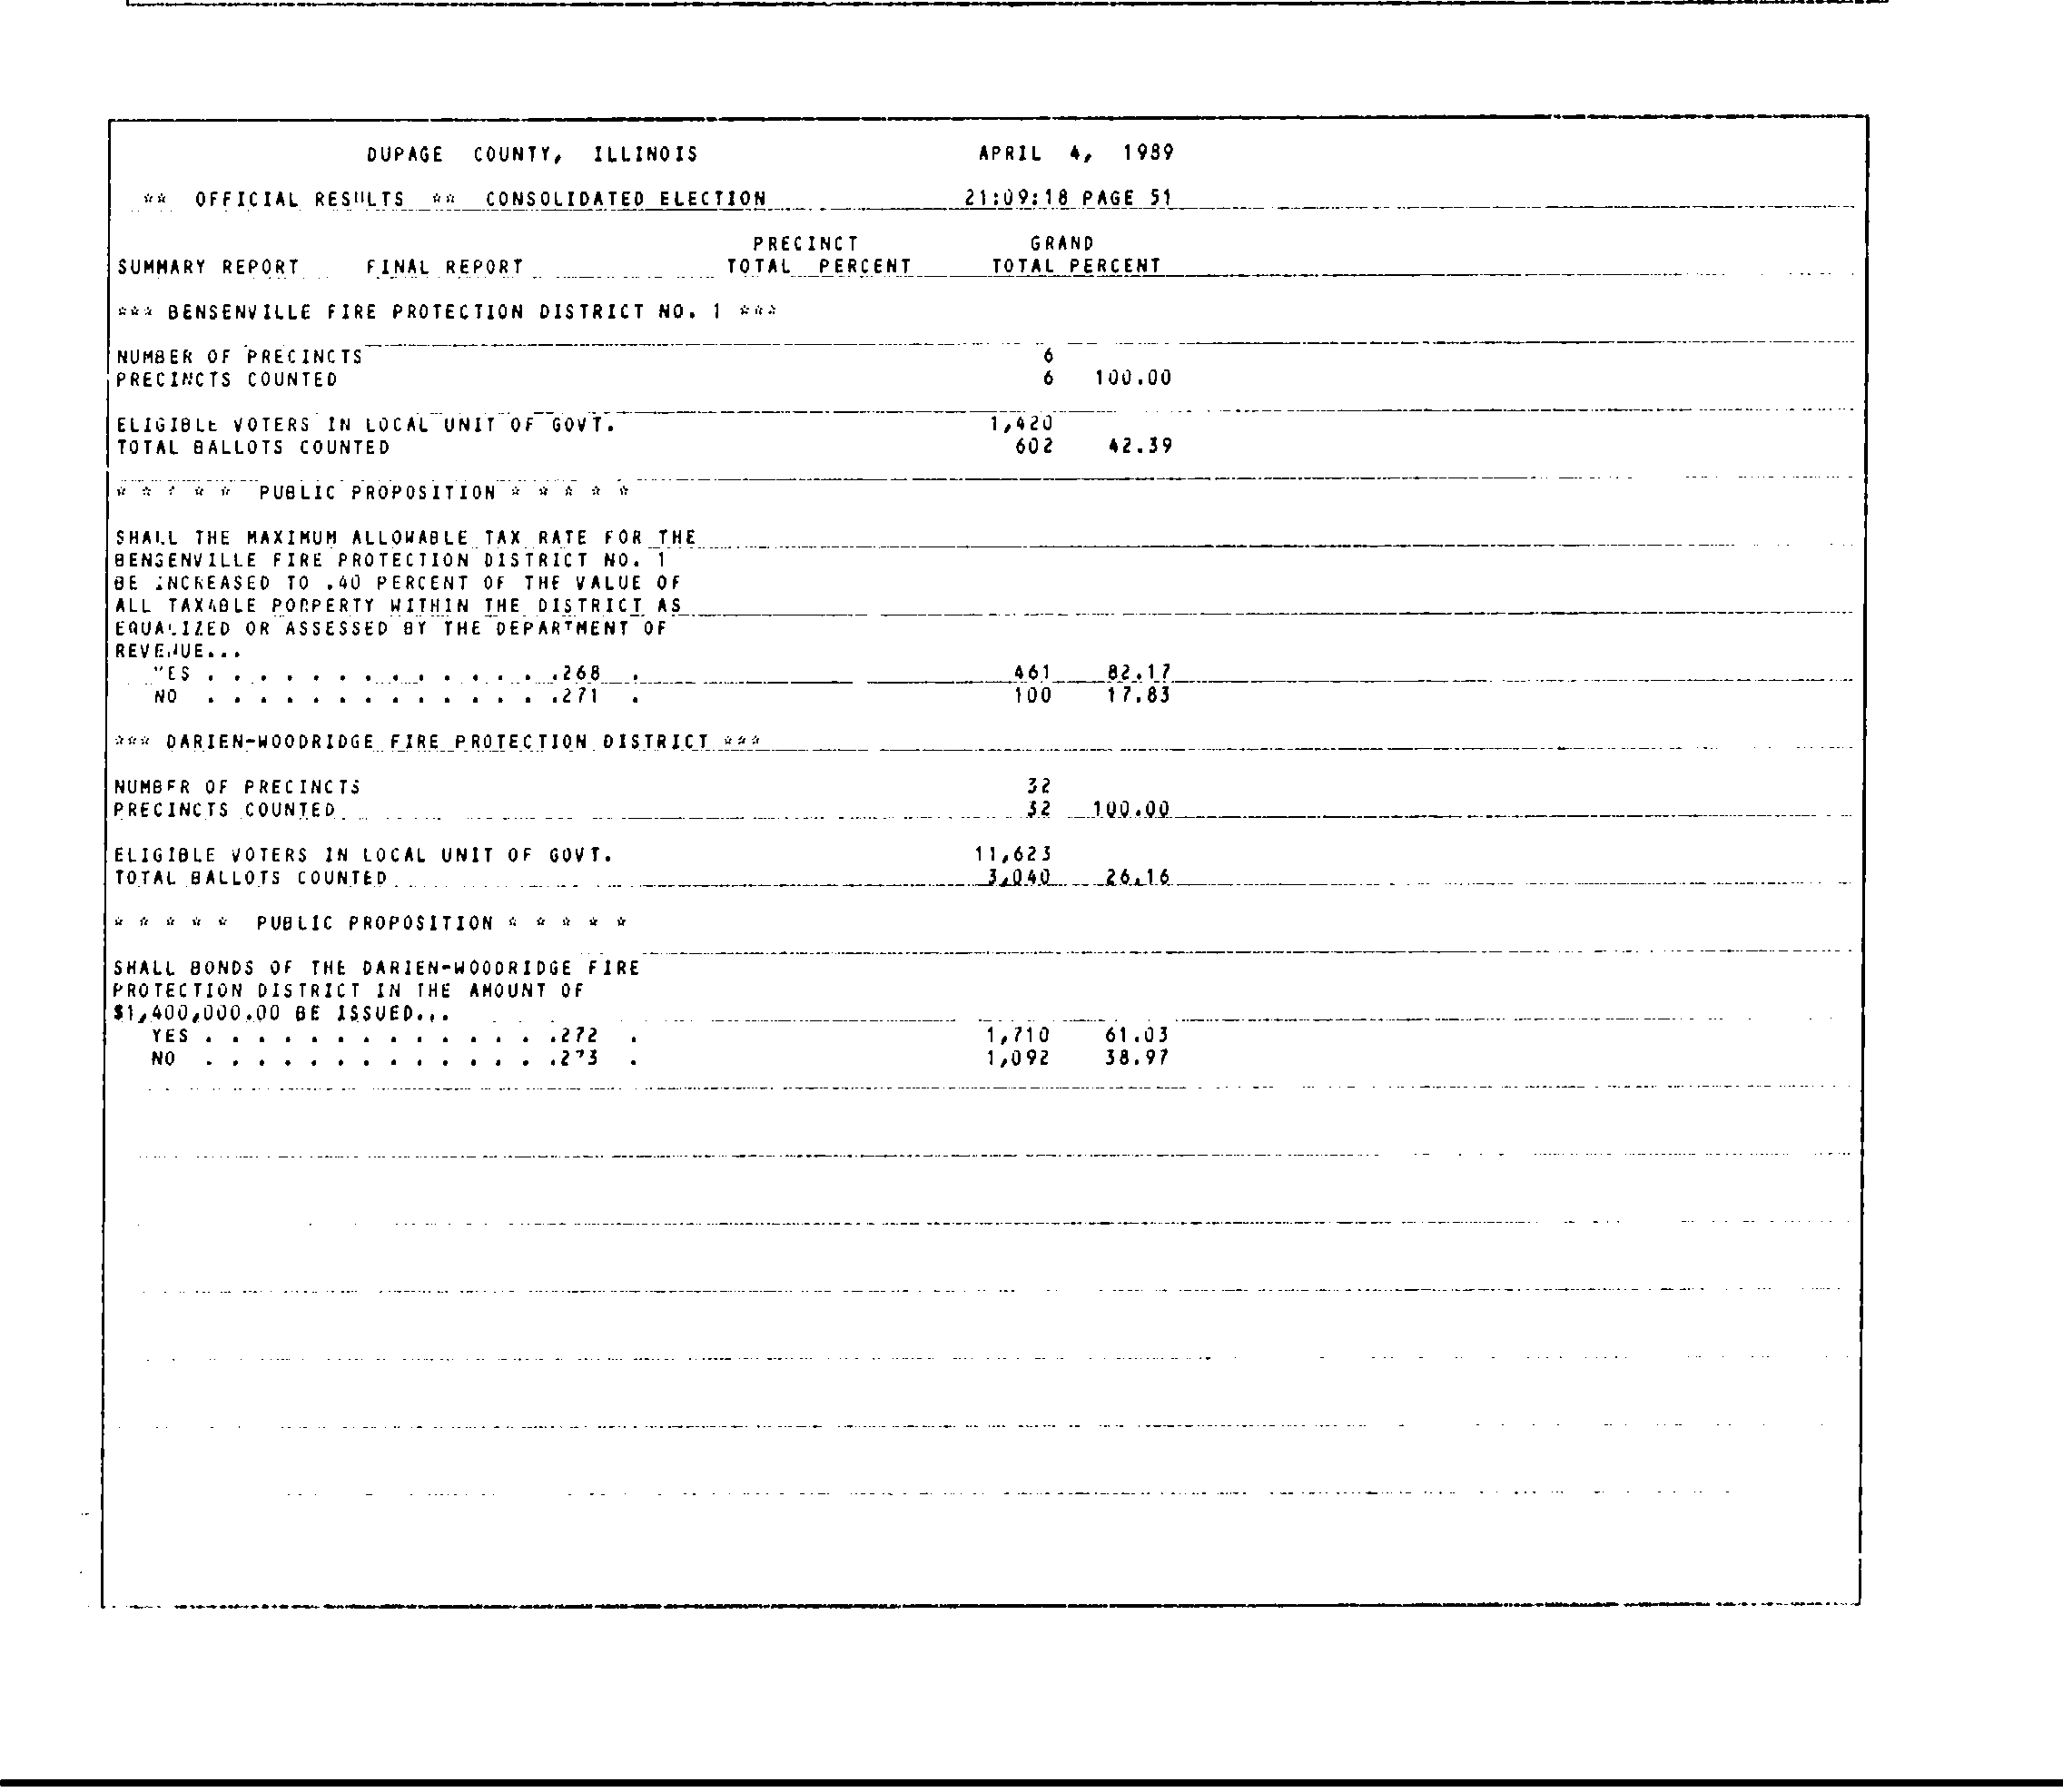 DUPAGE COUNTY, ILLINOIS APRIL 4, 1989
** OFFICIAL RESULTS ** CONSOLIDATED ELECTION 21:09:18 PAGE 51
PRECINCT GRAND
SUMMARY REPORT FINAL REPORT TOTAL PERCENT TOTAL PERCENT
*** BENSENVILLE FIRE PROTECTION DISTRICT NO. 1 ***
NUMBER OF PRECINCTS 6
PRECINCTS COUNTED 6 100.00
ELIGIBLE VOTERS IN LOCAL UNIT OF GOVT. 1,420
TOTAL BALLOTS COUNTED 602 42.39
* * * * * PUBLIC PROPOSITION * * * * *
SHALL THE MAXIMUM ALLOWABLE TAX RATE FOR THE
BENSENVILLE FIRE PROTECTION DISTRICT NO. 1
BE INCREASED TO .40 PERCENT OF THE VALUE OF
ALL TAXABLE PORPERTY WITHIN THE DISTRICT AS
EQUALIZED OR ASSESSED BY THE DEPARTMENT OF
REVENUE...
YES . . . . . . . . . . . . . .268 . 461 82.17
NO . . . . . . . . . . . . . .271 . 100 17.83
*** DARIEN-WOODRIDGE FIRE PROTECTION DISTRICT ***
NUMBER OF PRECINCTS 32
PRECINCTS COUNTED 32 100.00
ELIGIBLE VOTERS IN LOCAL UNIT OF GOVT. 11,623
TOTAL BALLOTS COUNTED 3,040 26.16
* * * * * PUBLIC PROPOSITION * * * * *
SHALL BONDS OF THE DARIEN-WOODRIDGE FIRE
PROTECTION DISTRICT IN THE AMOUNT OF
$1,400,000.00 BE ISSUED...
YES . . . . . . . . . . . . . .272 . 1,710 61.03
NO . . . . . . . . . . . . . .273 . 1,092 38.97